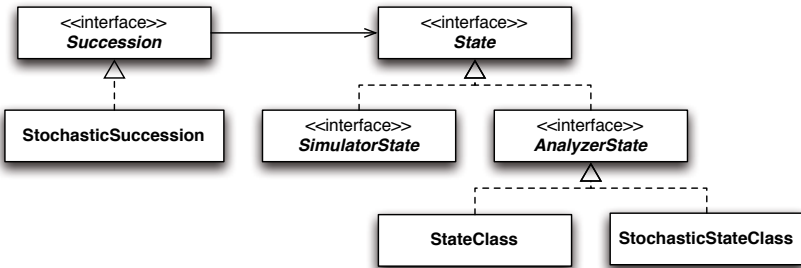 <<interface>>
Succession
<<interface>>
State
StochasticSuccession
<<interface>>
SimulatorState
<<interface>>
AnalyzerState
StateClass
StochasticStateClass